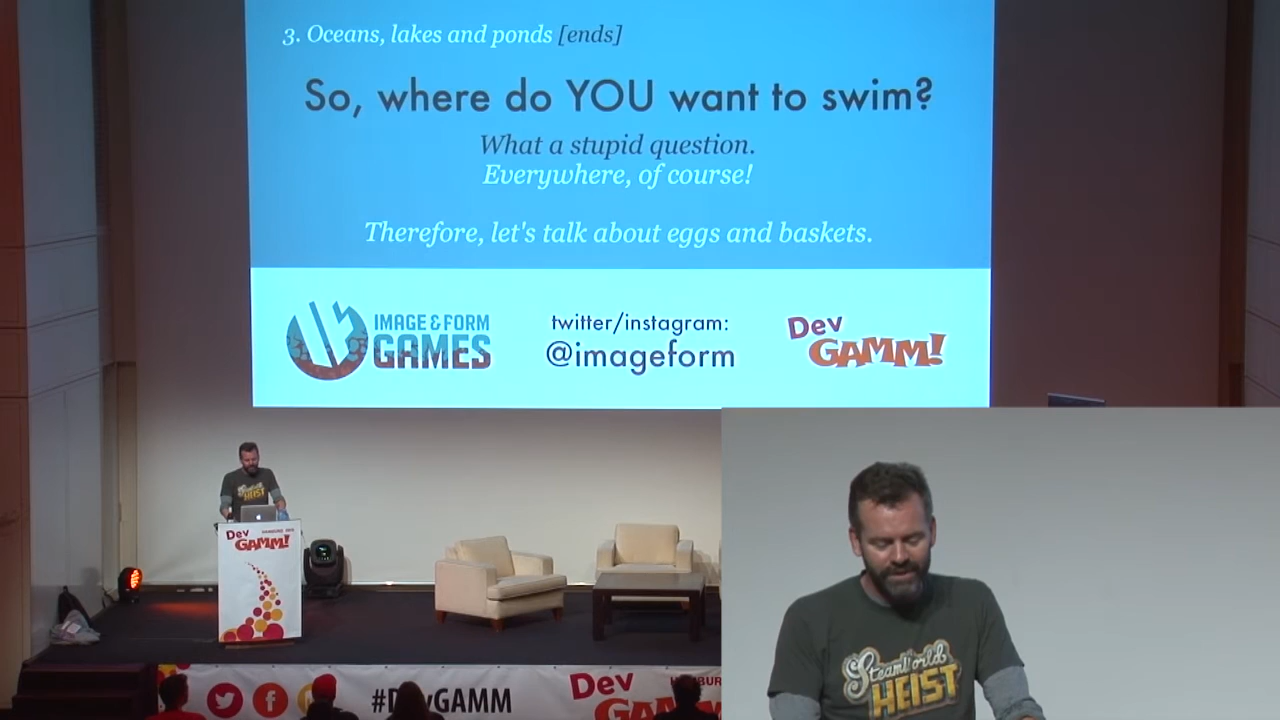 3. Oceans, lakes and ponds [ends]
So, where do YOU want to swim?
What a stupid question.
Everywhere, of course!
Therefore, let's talk about eggs and baskets.
IMAGE & FORM
GAMES
twitter/instagram:
@imageform
Dev
GAMM!
SteamWorld
HEIST
Dev
GAMM!
#DevGAMM
Dev
GAMM
SteamWorld
HEIST